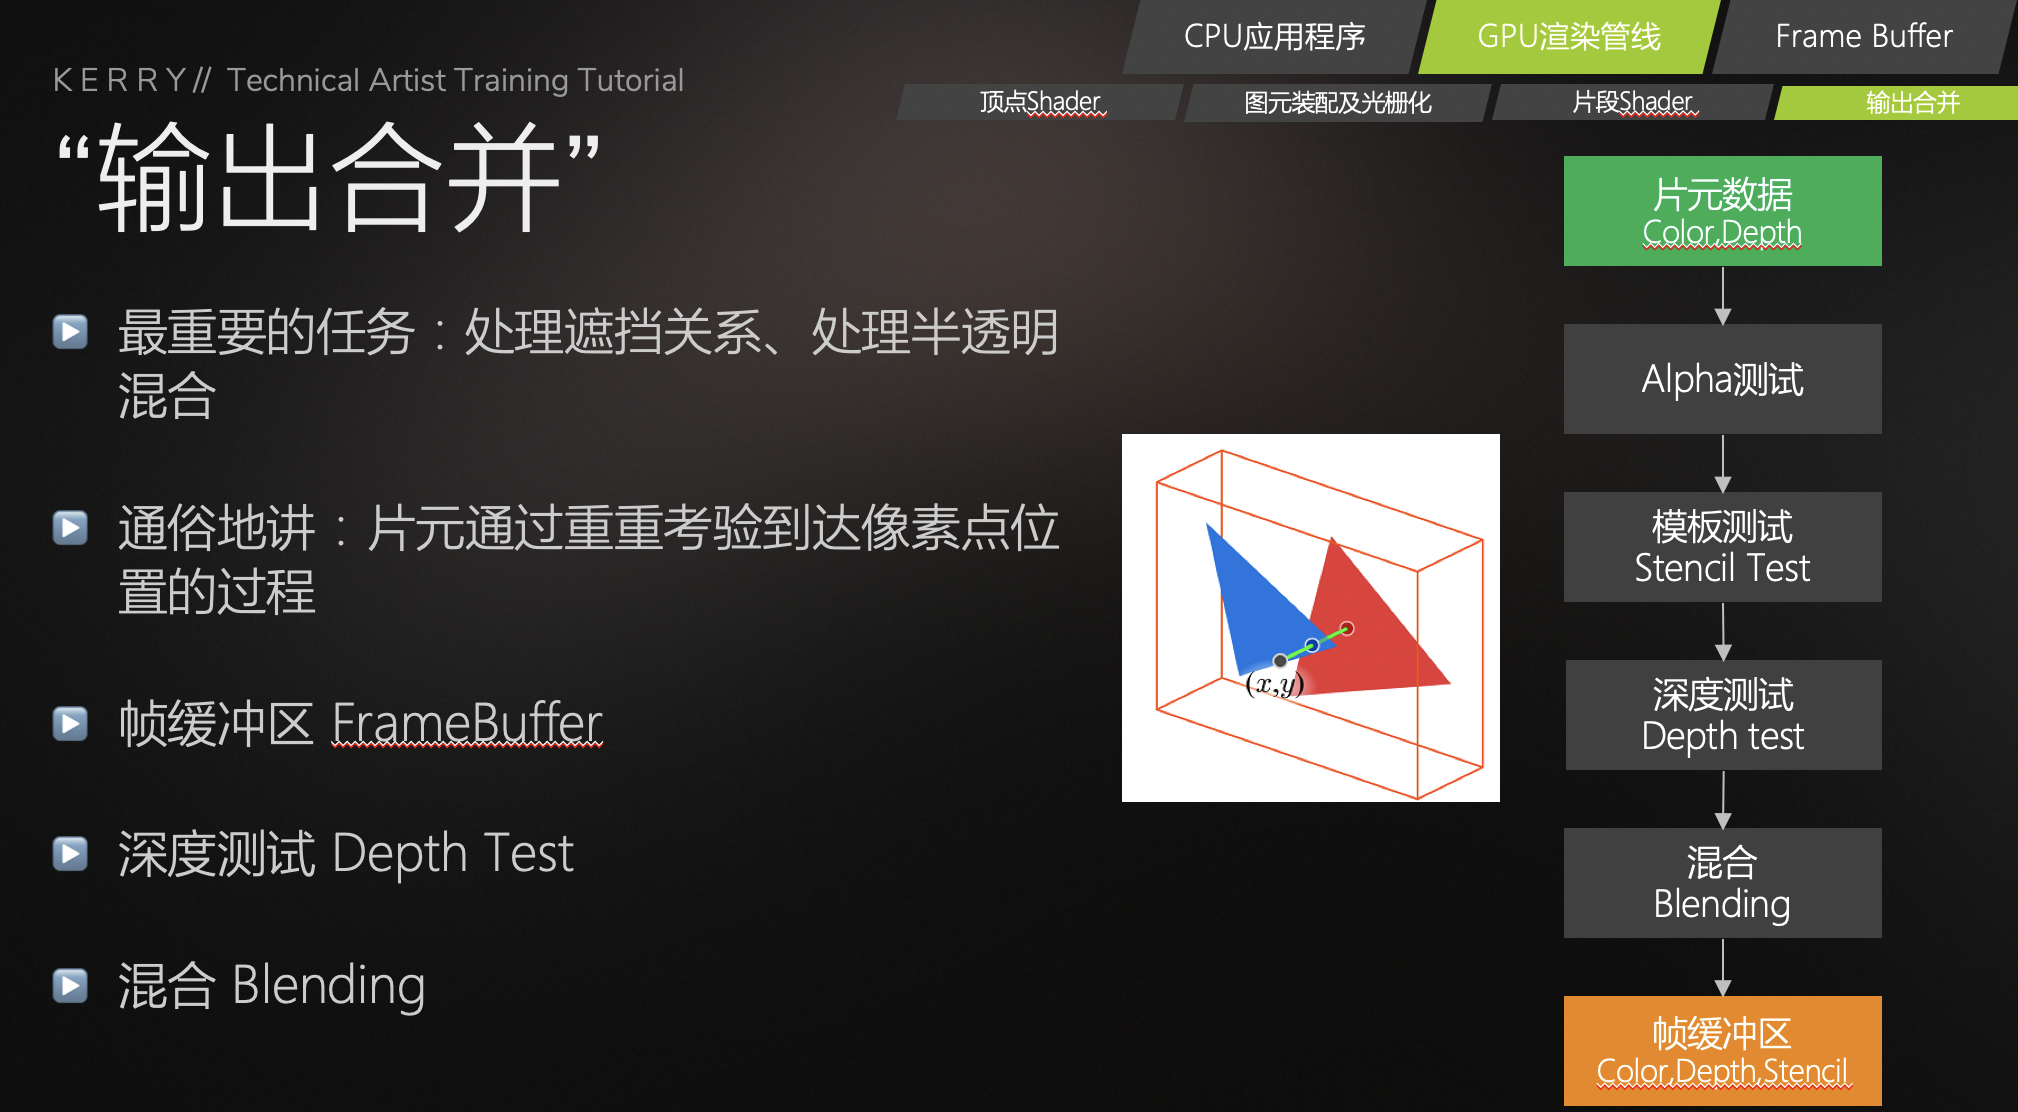 CPU应用程序
GPU渲染管线
Frame Buffer
KERRY// Technical Artist Training Tutorial
顶点Shader
图元装配及光栅化
片段Shader
输出合并
“输出合并”
最重要的任务：处理遮挡关系、处理半透明
混合
通俗地讲：片元通过重重考验到达像素点位
置的过程
帧缓冲区 FrameBuffer
深度测试 Depth Test
混合 Blending
(x,y)
片元数据
Color,Depth
Alpha测试
模板测试
Stencil Test
深度测试
Depth test
混合
Blending
帧缓冲区
Color,Depth,Stencil